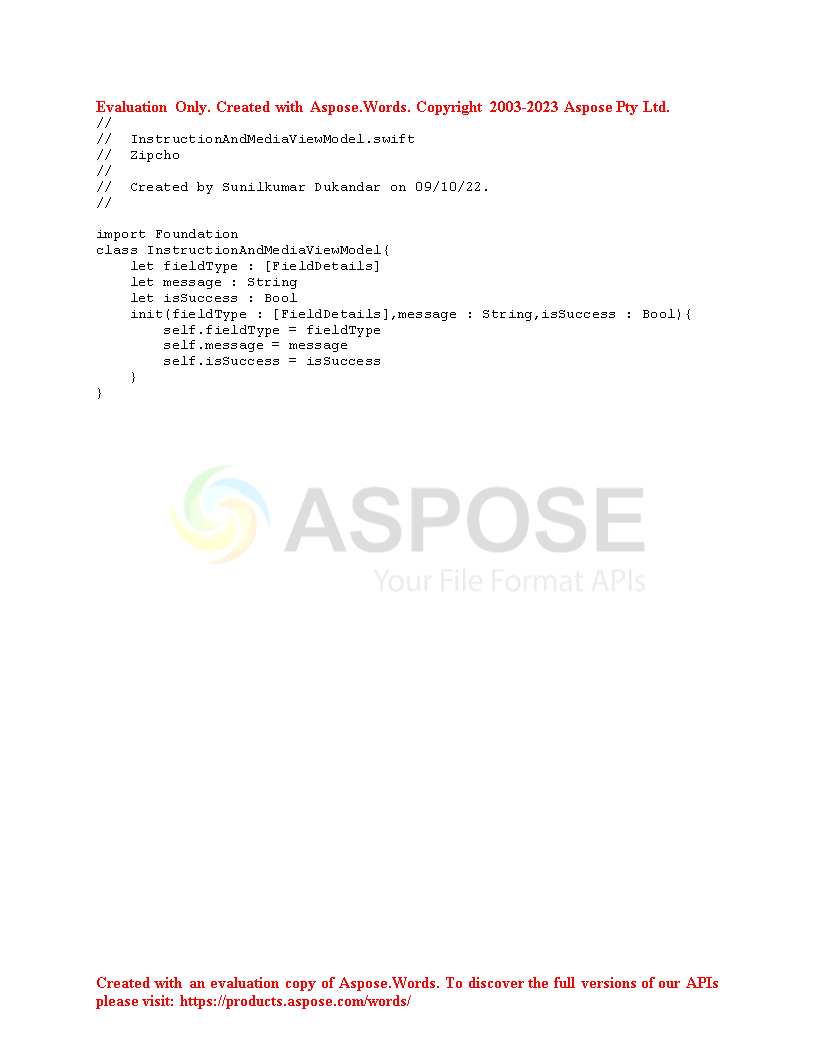 Evaluation Only. Created with Aspose.Words. Copyright 2003-2023 Aspose Pty Ltd.
//
//  InstructionAndMediaViewModel.swift
//  Zipcho
//
//  Created by Sunilkumar Dukandar on 09/10/22.
//
import Foundation
class InstructionAndMediaViewModel{
    let fieldType : [FieldDetails]
    let message : String
    let isSuccess : Bool
    init(fieldType : [FieldDetails],message : String,isSuccess : Bool){
        self.fieldType = fieldType
        self.message = message
        self.isSuccess = isSuccess
    }
}
ASPOSE
Your File Format APIs
Created with an evaluation copy of Aspose.Words. To discover the full versions of our APIs
please visit: https://products.aspose.com/words/